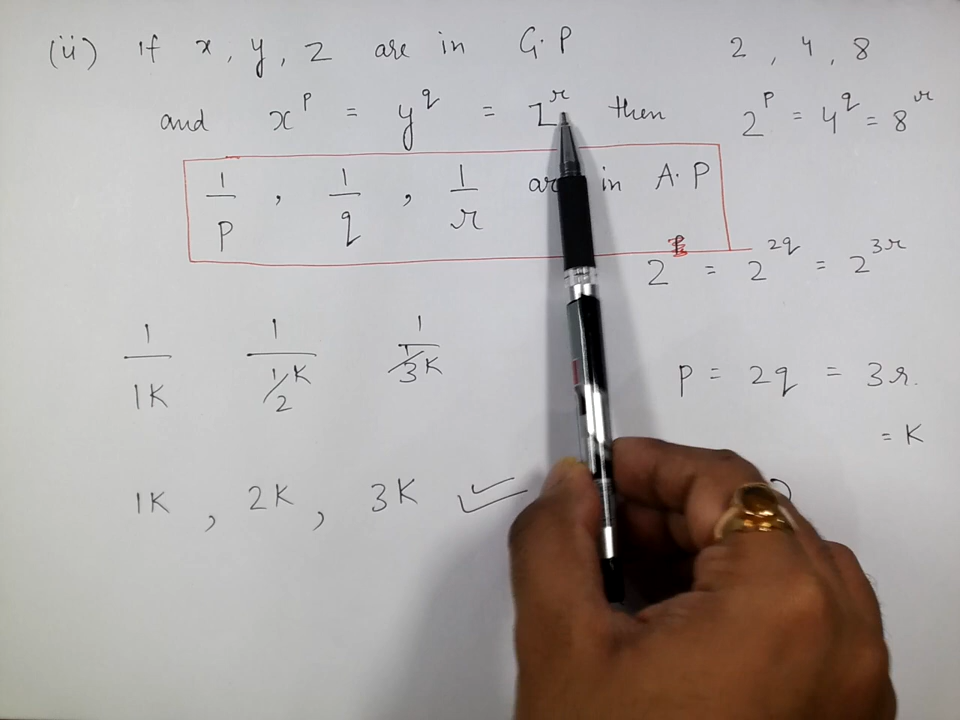 (ii) If x, y, z are in G.P
and x^p = y^q = z^r then
1/p , 1/q , 1/r are in A.P
2 , 4 , 8
2^p = 4^q = 8^r
2^p = 2^2q = 2^3r
p = 2q = 3r.
= K
1/1K 1/(1/2 K) 1/(1/3 K)
1K , 2K , 3K ✓